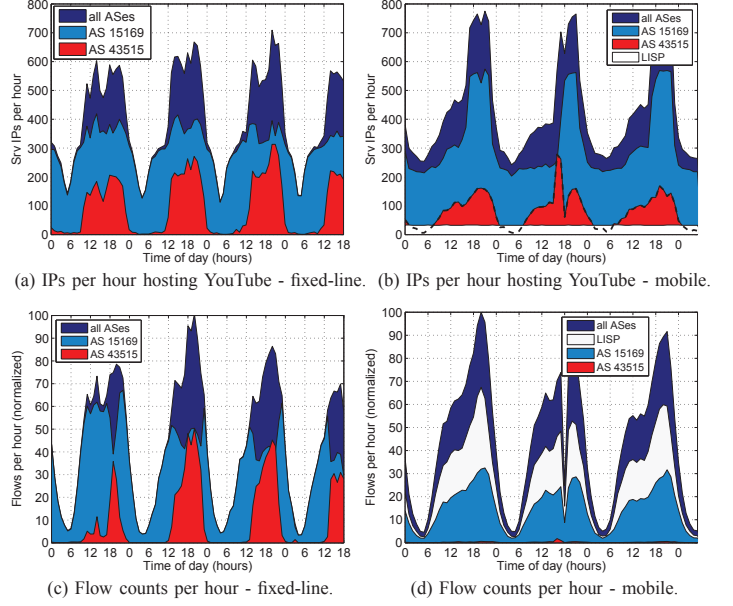 800
700
600
500
400
300
200
100
0
Srv IPs per hour
all ASes
AS 15169
AS 43515
0 6 12 18 0 6 12 18 0 6 12 18 0 6 12 18
Time of day (hours)
(a) IPs per hour hosting YouTube - fixed-line.
800
700
600
500
400
300
200
100
0
Srv IPs per hour
all ASes
AS 15169
AS 43515
LISP
0 6 12 18 0 6 12 18 0 6 12 18 0
Time of day (hours)
(b) IPs per hour hosting YouTube - mobile.
100
90
80
70
60
50
40
30
20
10
0
Flows per hour (normalized)
all ASes
AS 15169
AS 43515
0 6 12 18 0 6 12 18 0 6 12 18 0 6 12 18
Time of day (hours)
(c) Flow counts per hour - fixed-line.
100
90
80
70
60
50
40
30
20
10
0
Flows per hour (normalized)
all ASes
LISP
AS 15169
AS 43515
0 6 12 18 0 6 12 18 0 6 12 18 0
Time of day (hours)
(d) Flow counts per hour - mobile.